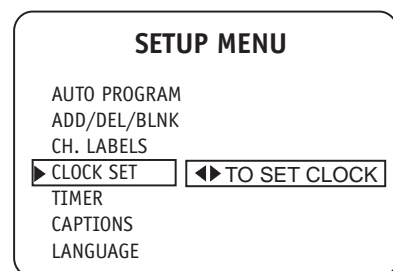 SETUP MENU
AUTO PROGRAM
ADD/DEL/BLNK
CH. LABELS
CLOCK SET ◀▶ TO SET CLOCK
TIMER
CAPTIONS
LANGUAGE